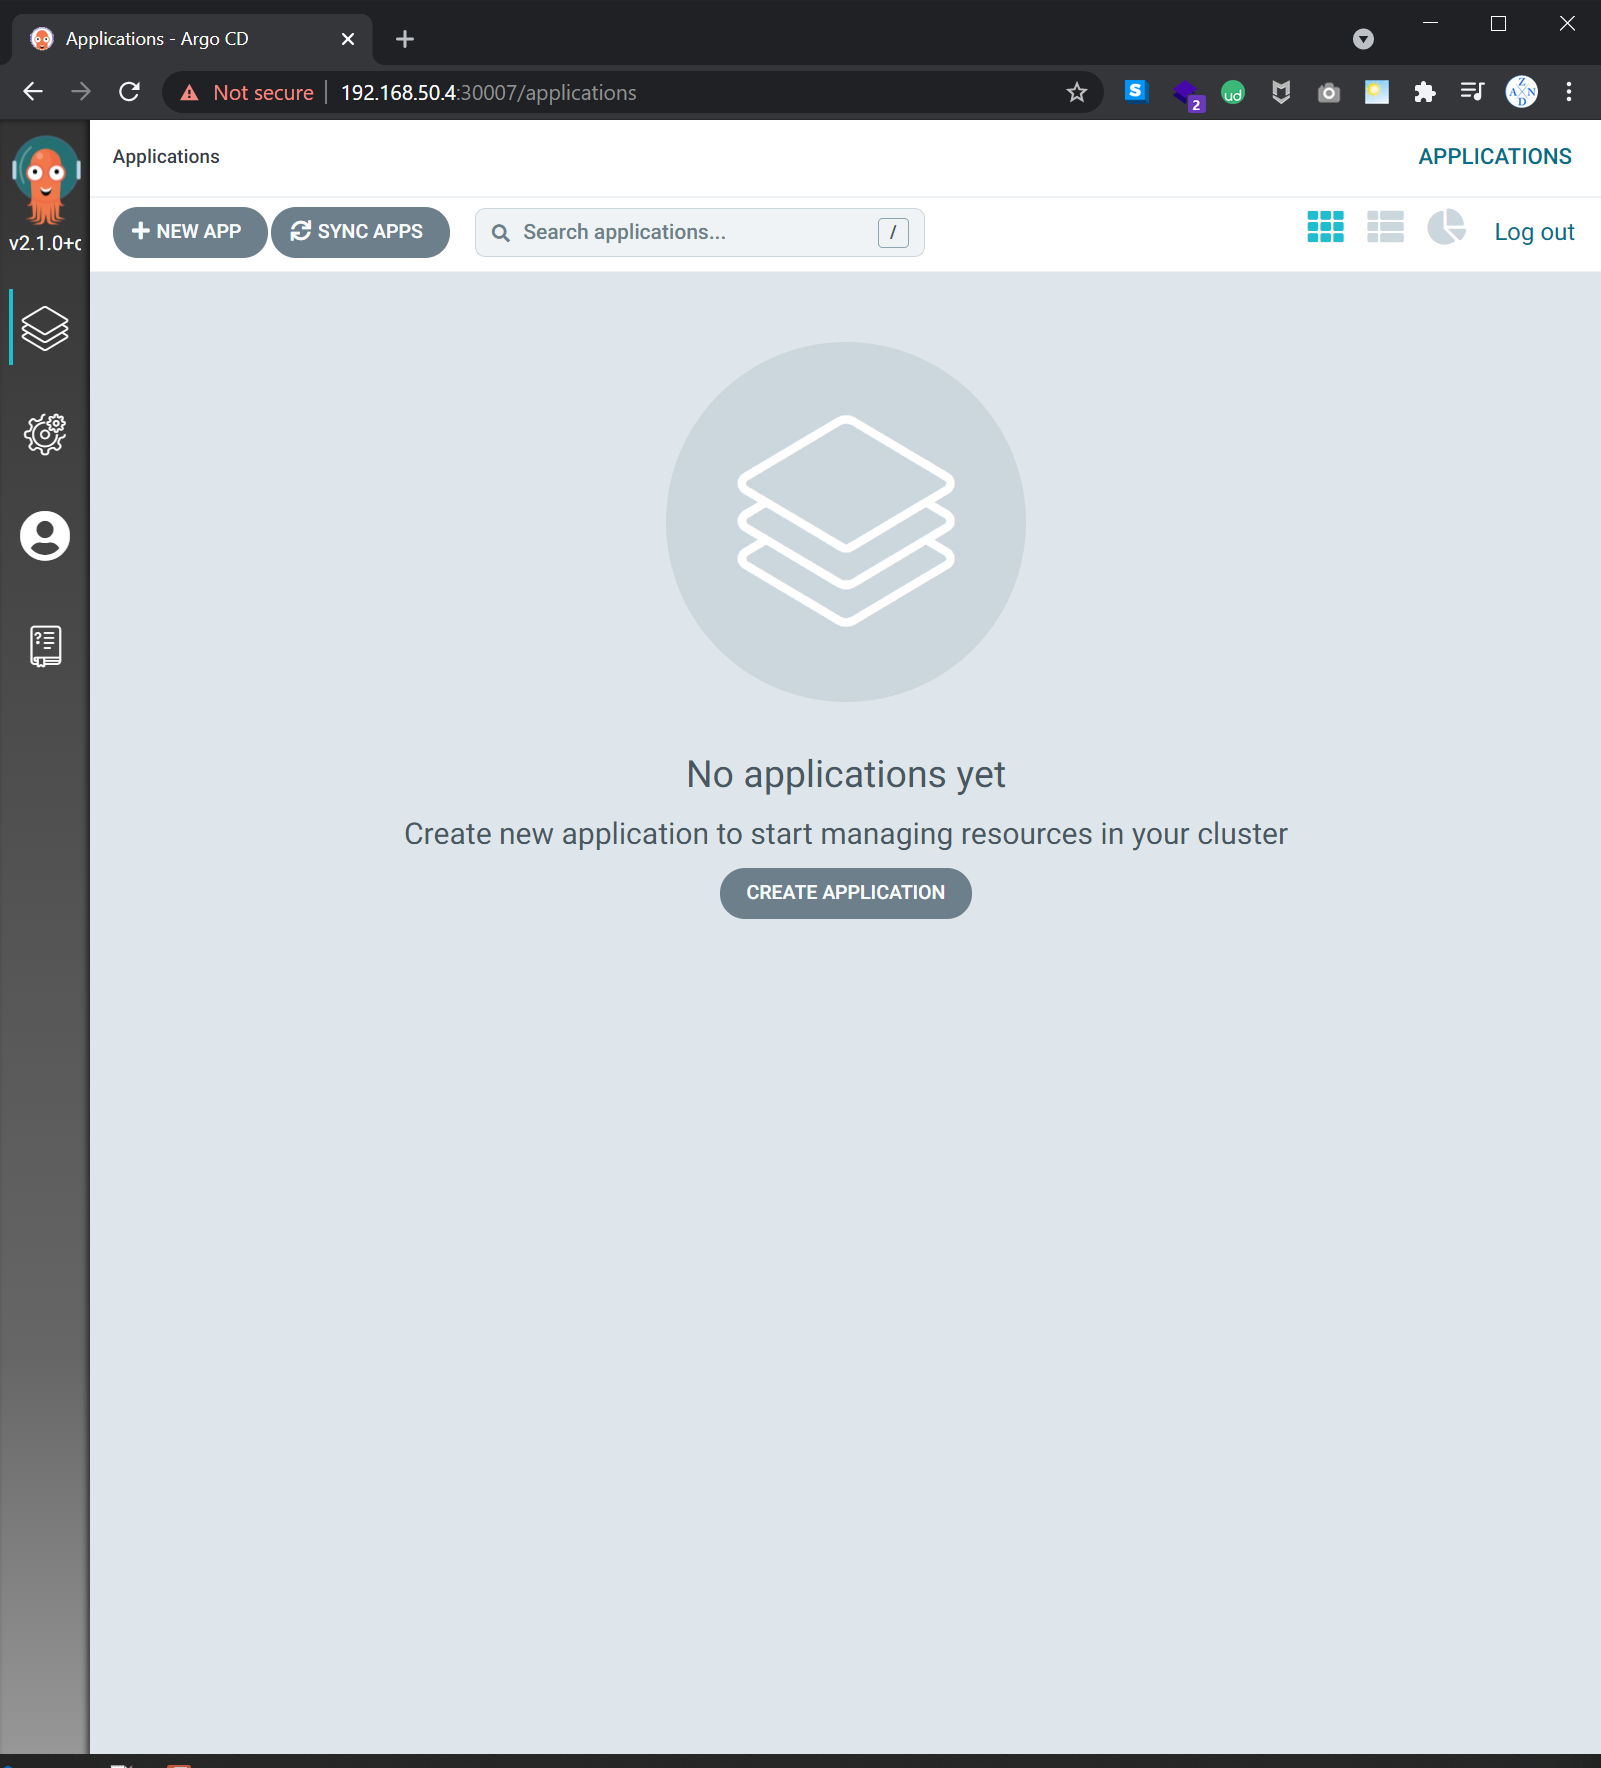 Applications - Argo CD
Not secure 192.168.50.4:30007/applications
2
ud
Z
A N
D
v2.1.0+
Applications
APPLICATIONS
NEW APP
SYNC APPS
Search applications...
/
Log out
No applications yet
Create new application to start managing resources in your cluster
CREATE APPLICATION